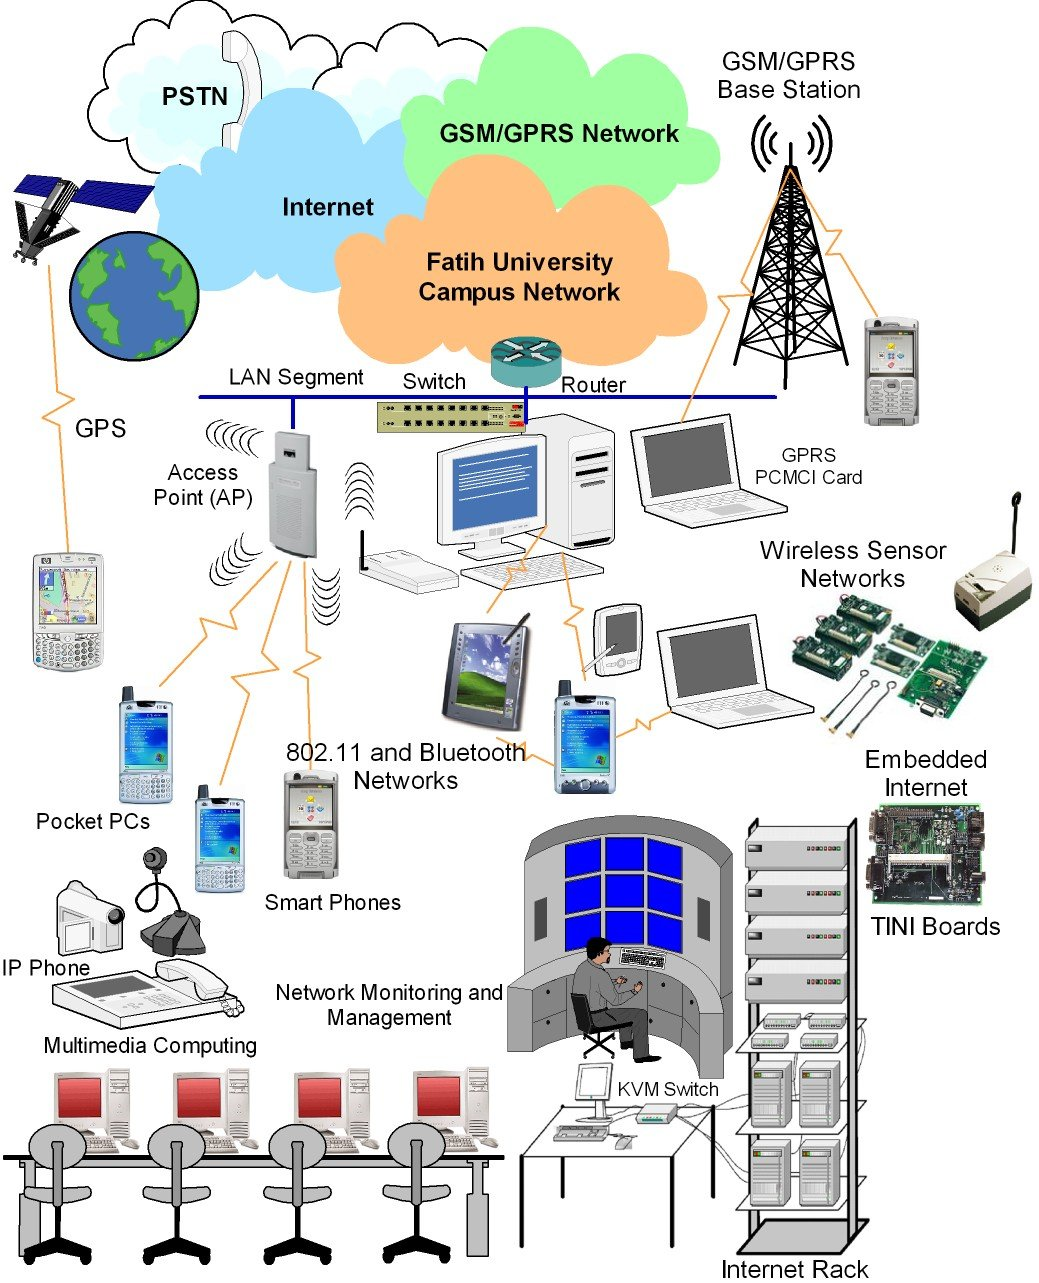 PSTN
GSM/GPRS Network
GSM/GPRS
Base Station
Internet
Fatih University
Campus Network
LAN Segment
Switch
Router
GPS
Access
Point (AP)
GPRS
PCMCI Card
Wireless Sensor
Networks
802.11 and Bluetooth
Networks
Embedded
Internet
Pocket PCs
Smart Phones
TINI Boards
IP Phone
Network Monitoring and
Management
Multimedia Computing
KVM Switch
Internet Rack